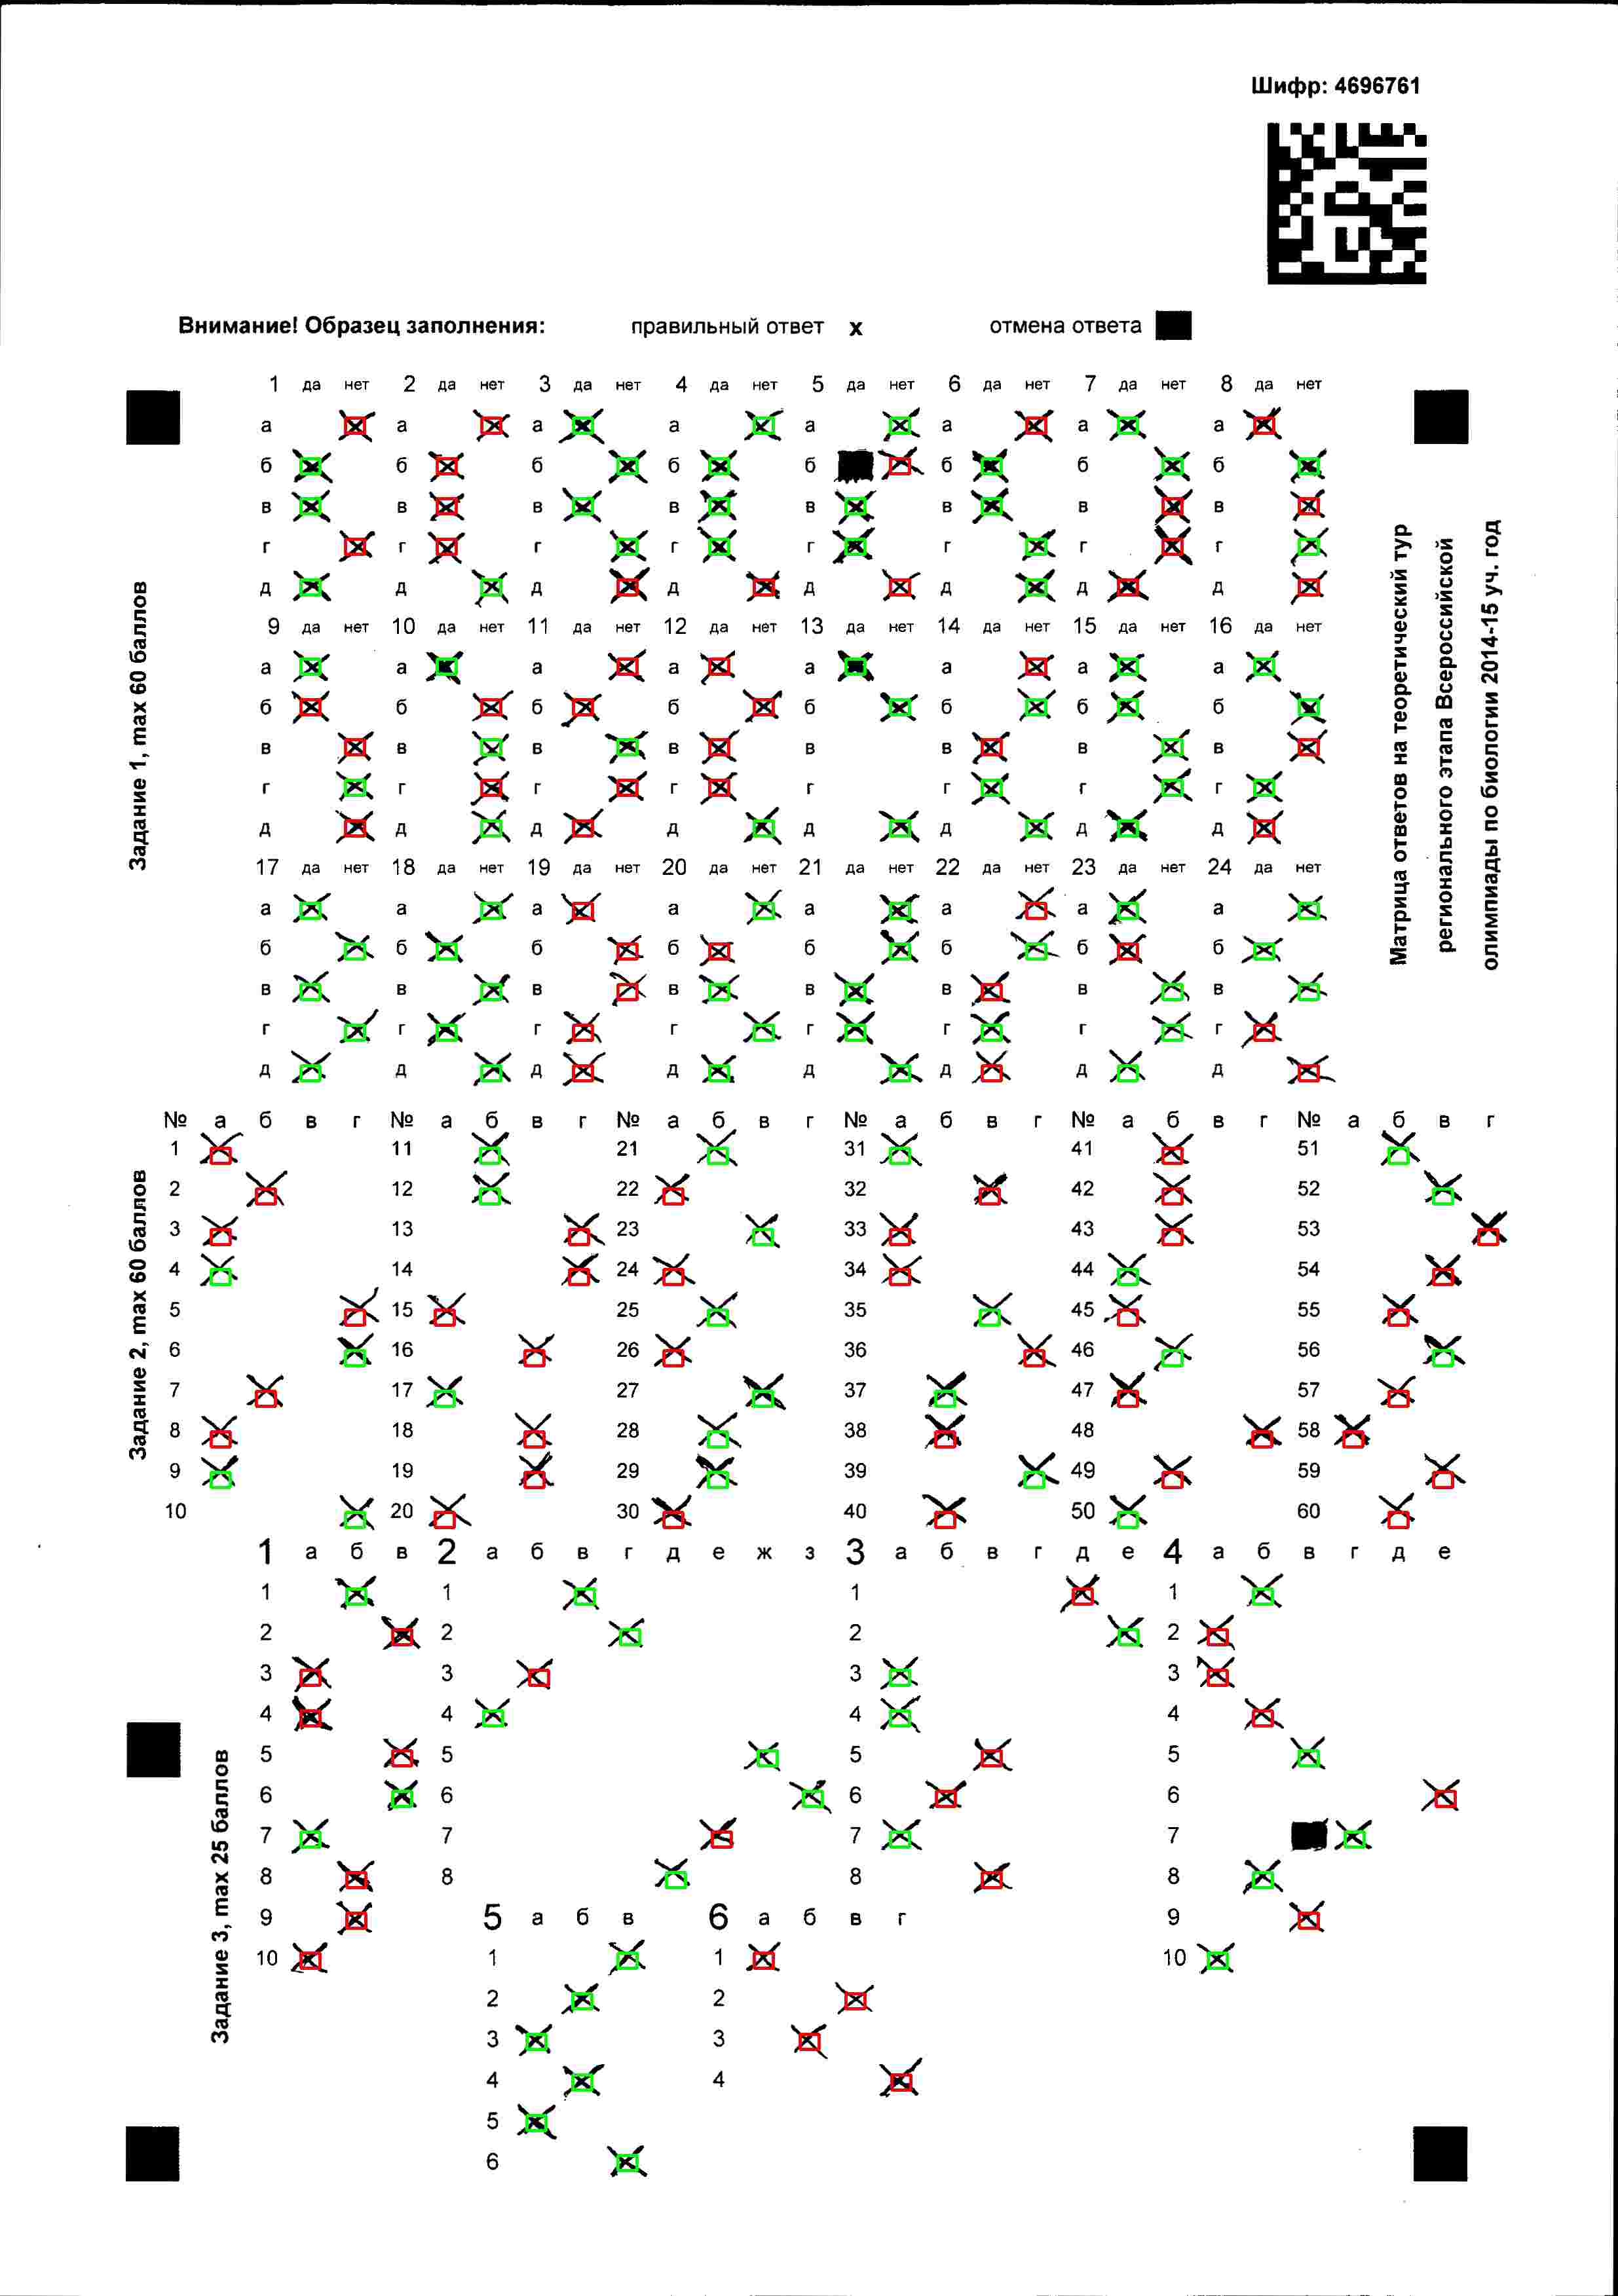 Шифр: 4696761
Внимание! Образец заполнения: правильный ответ x отмена ответа
1 да нет 2 да нет 3 да нет 4 да нет 5 да нет 6 да нет 7 да нет 8 да нет
а а а а а а а а
б б б б б б б б
в в в в в в в в
г г г г г г г г
д д д д д д д д
9 да нет 10 да нет 11 да нет 12 да нет 13 да нет 14 да нет 15 да нет 16 да нет
а а а а а а а а
б б б б б б б б
в в в в в в в в
г г г г г г г г
д д д д д д д д
17 да нет 18 да нет 19 да нет 20 да нет 21 да нет 22 да нет 23 да нет 24 да нет
а а а а а а а а
б б б б б б б б
в в в в в в в в
г г г г г г г г
д д д д д д д д
Задание 1, max 60 баллов
Матрица ответов на теоретический тур
регионального этапа Всероссийской
олимпиады по биологии 2014-15 уч. год
№ а б в г № а б в г № а б в г № а б в г № а б в г № а б в г
1 11 21 31 41 51
2 12 22 32 42 52
3 13 23 33 43 53
4 14 24 34 44 54
5 15 25 35 45 55
6 16 26 36 46 56
7 17 27 37 47 57
8 18 28 38 48 58
9 19 29 39 49 59
10 20 30 40 50 60
Задание 2, max 60 баллов
1 а б в 2 а б в г д е ж з 3 а б в г д е 4 а б в г д е
1 1 1 1
2 2 2 2
3 3 3 3
4 4 4 4
5 5 5 5
6 6 6 6
7 7 7 7
8 8 8 8
9 5 а б в 6 а б в г 9
10 1 1 10
2 2
3 3
4 4
5
6
Задание 3, max 25 баллов